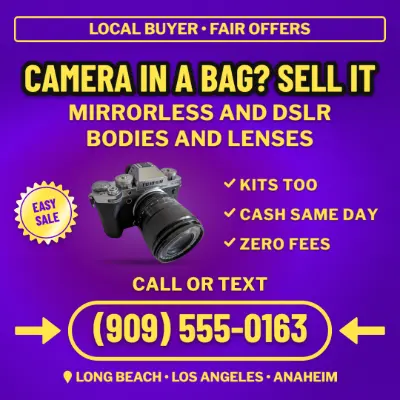 LOCAL BUYER • FAIR OFFERS
CAMERA IN A BAG? SELL IT
MIRRORLESS AND DSLR
BODIES AND LENSES
EASY
SALE
FUJIFILM
✓ KITS TOO
✓ CASH SAME DAY
✓ ZERO FEES
CALL OR TEXT
(909) 555-0163
LONG BEACH • LOS ANGELES • ANAHEIM